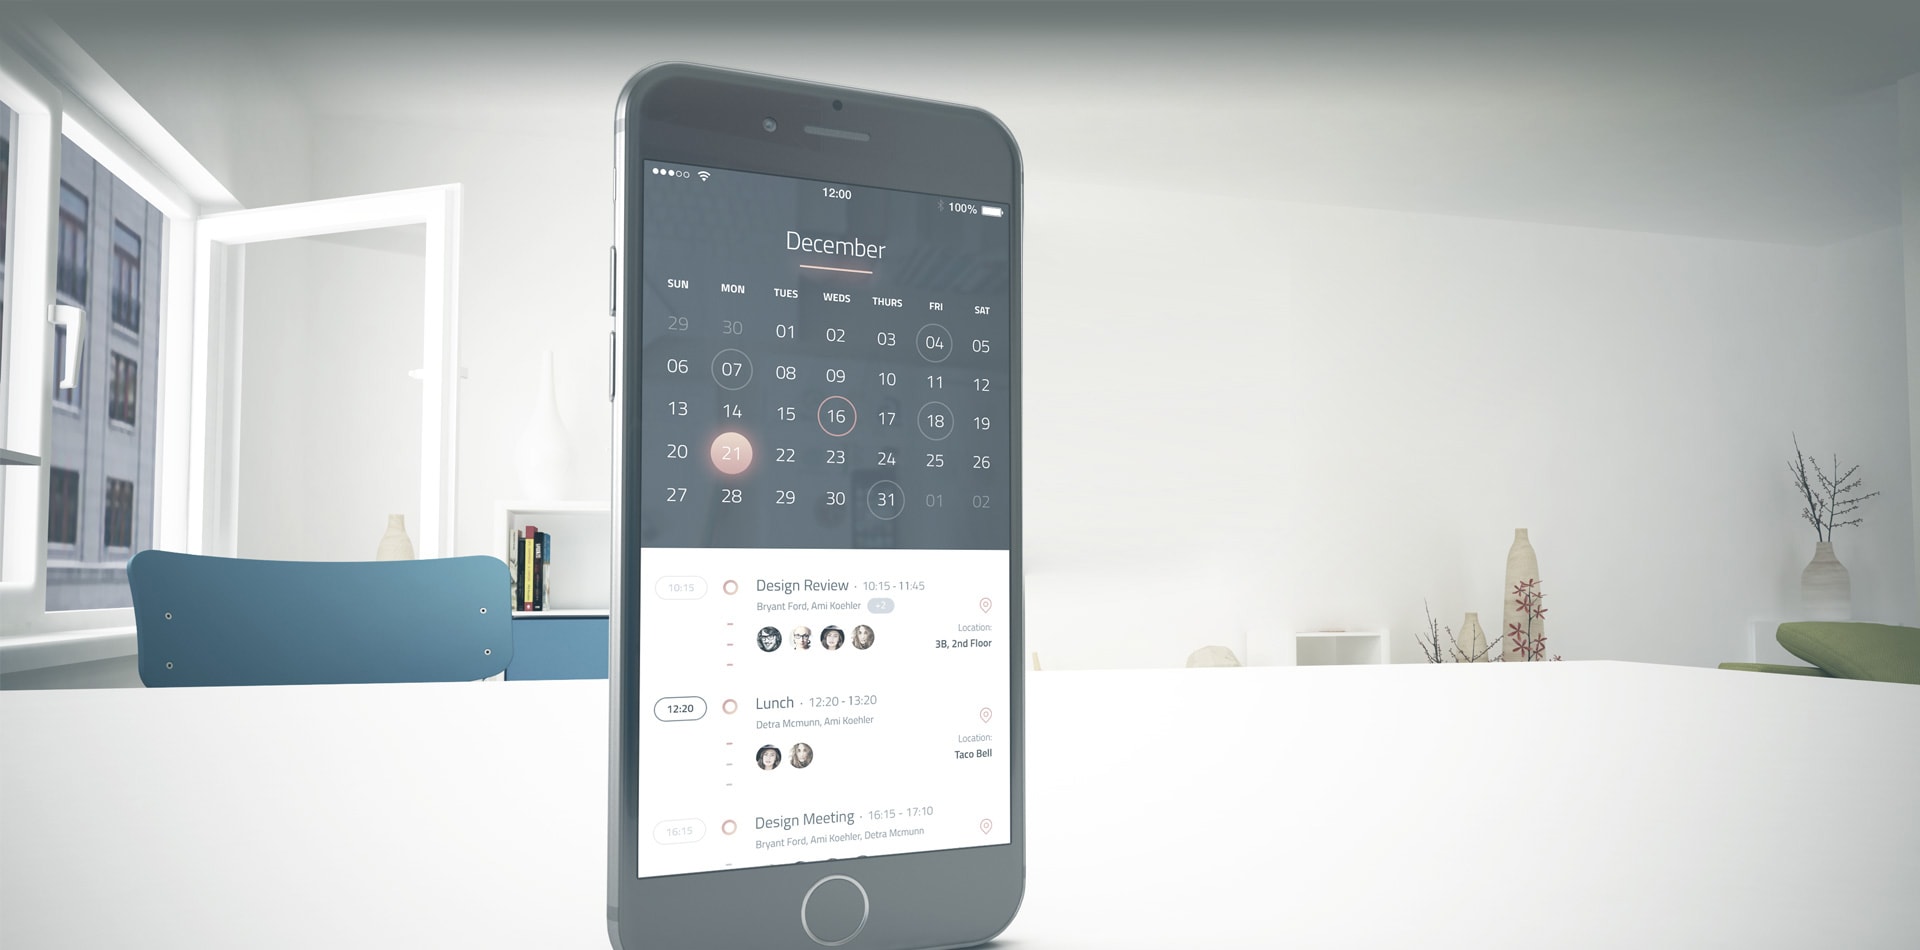 12:00
100%
December
SUN MON TUES WEDS THURS FRI SAT
29 30 01 02 03 04 05
06 07 08 09 10 11 12
13 14 15 16 17 18 19
20 21 22 23 24 25 26
27 28 29 30 31 01 02
10:15 Design Review · 10:15 - 11:45
Bryant Ford, Ami Koehler +2
Location:
3B, 2nd Floor
12:20 Lunch · 12:20 - 13:20
Detra Mcmunn, Ami Koehler
Location:
Taco Bell
16:15 Design Meeting · 16:15 - 17:10
Bryant Ford, Ami Koehler, Detra Mcmunn